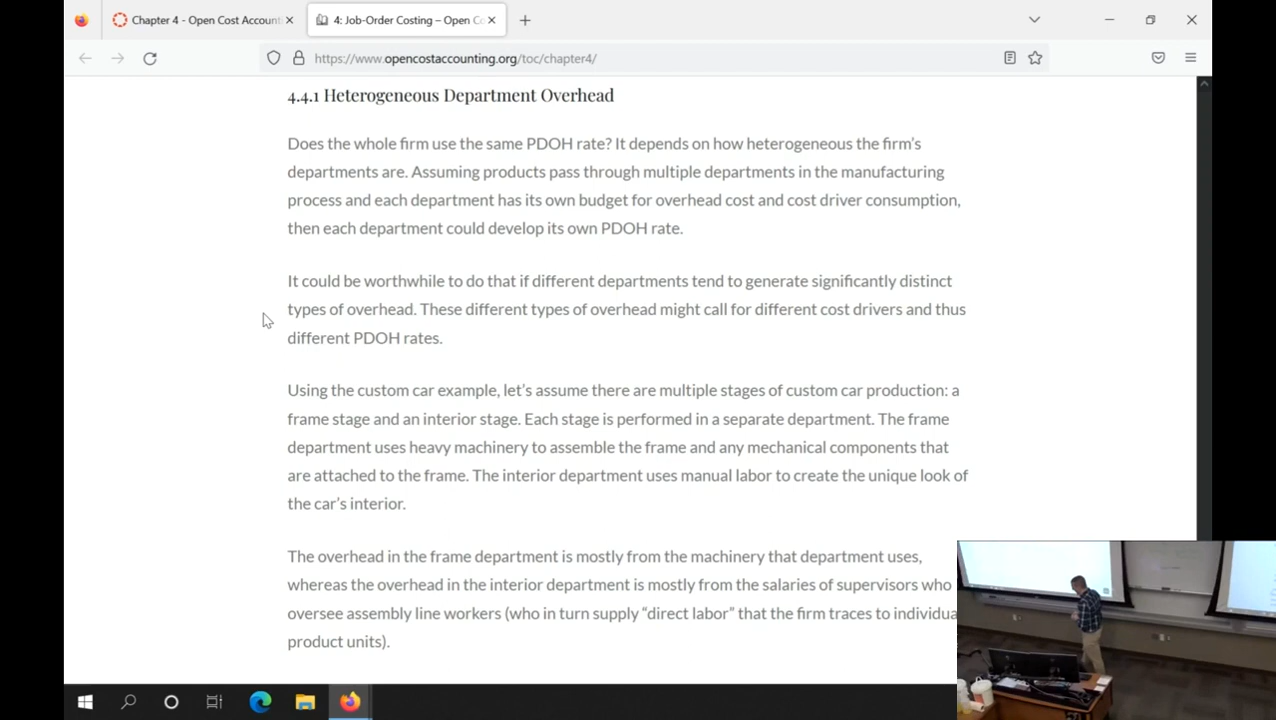 Chapter 4 - Open Cost Account
4: Job-Order Costing – Open Co
https://www.opencostaccounting.org/toc/chapter4/
4.4.1 Heterogeneous Department Overhead
Does the whole firm use the same PDOH rate? It depends on how heterogeneous the firm's
departments are. Assuming products pass through multiple departments in the manufacturing
process and each department has its own budget for overhead cost and cost driver consumption,
then each department could develop its own PDOH rate.
It could be worthwhile to do that if different departments tend to generate significantly distinct
types of overhead. These different types of overhead might call for different cost drivers and thus
different PDOH rates.
Using the custom car example, let's assume there are multiple stages of custom car production: a
frame stage and an interior stage. Each stage is performed in a separate department. The frame
department uses heavy machinery to assemble the frame and any mechanical components that
are attached to the frame. The interior department uses manual labor to create the unique look of
the car's interior.
The overhead in the frame department is mostly from the machinery that department uses,
whereas the overhead in the interior department is mostly from the salaries of supervisors who
oversee assembly line workers (who in turn supply "direct labor" that the firm traces to individua
product units).